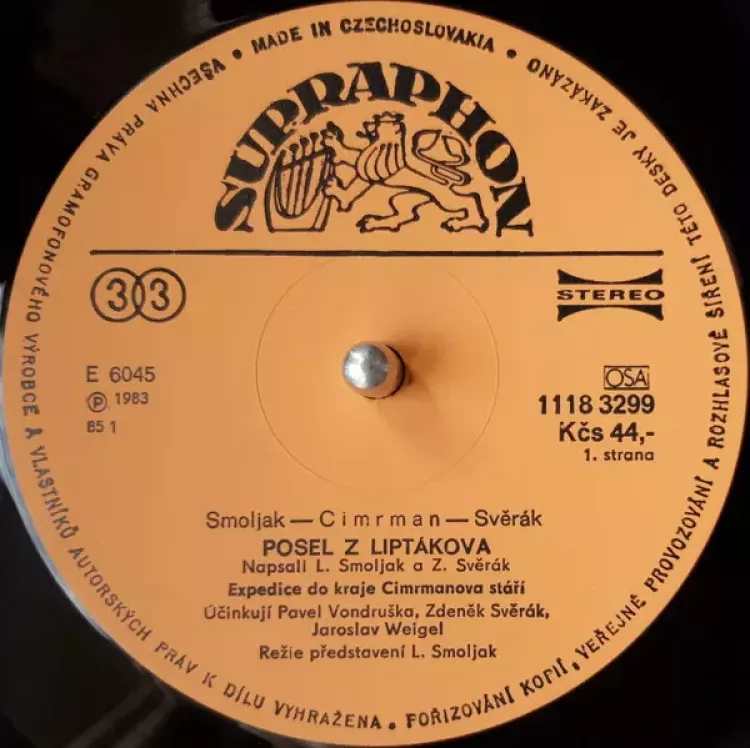 VŠECHNA PRÁVA GRAMOFONOVÉHO VÝROBCE A VLASTNÍKŮ AUTORSKÝCH PRÁV K DÍLU VYHRAŽENA • POŘIZOVÁNÍ KOPIÍ, VEŘEJNÉ PROVOZOVÁNÍ A ROZHLASOVÉ ŠÍŘENÍ TÉTO DESKY JE ZAKÁZÁNO • MADE IN CZECHOSLOVAKIA •
SUPRAPHON
33
STEREO
E 6045
℗ 1983
85 1
OSA
1118 3299
Kčs 44,-
1. strana
Smoljak — Cimrman — Svěrák
POSEL Z LIPTÁKOVA
Napsali L. Smoljak a Z. Svěrák
Expedice do kraje Cimrmanova stáří
Účinkují Pavel Vondruška, Zdeněk Svěrák,
Jaroslav Weigel
Režie představení L. Smoljak